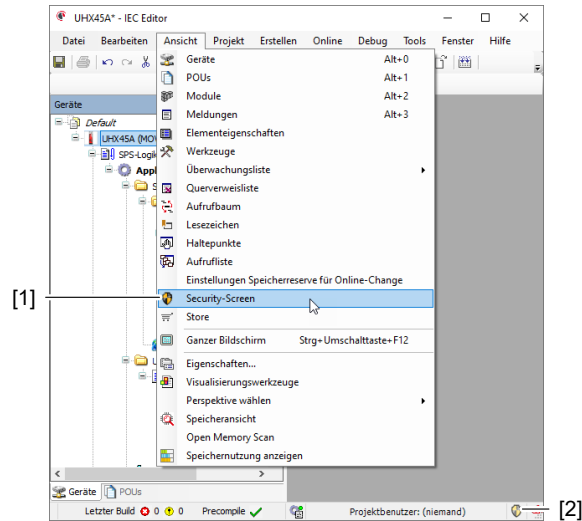 UHX45A* - IEC Editor
Datei Bearbeiten Ansicht Projekt Erstellen Online Debug Tools Fenster Hilfe
Geräte Alt+0
POUs Alt+1
Module Alt+2
Meldungen Alt+3
Elementeigenschaften
Werkzeuge
Überwachungsliste
Querverweisliste
Aufrufbaum
Lesezeichen
Haltepunkte
Aufrufliste
Einstellungen Speicherreserve für Online-Change
Security-Screen
Store
Ganzer Bildschirm Strg+Umschalttaste+F12
Eigenschaften...
Visualisierungswerkzeuge
Perspektive wählen
Speicheransicht
Open Memory Scan
Speichernutzung anzeigen
Geräte
Default
UHX45A (MO
SPS-Logik
Appl
S
L
[1]
Geräte POUs
Letzter Build 0 0 Precompile Projektbenutzer: (niemand)
[2]